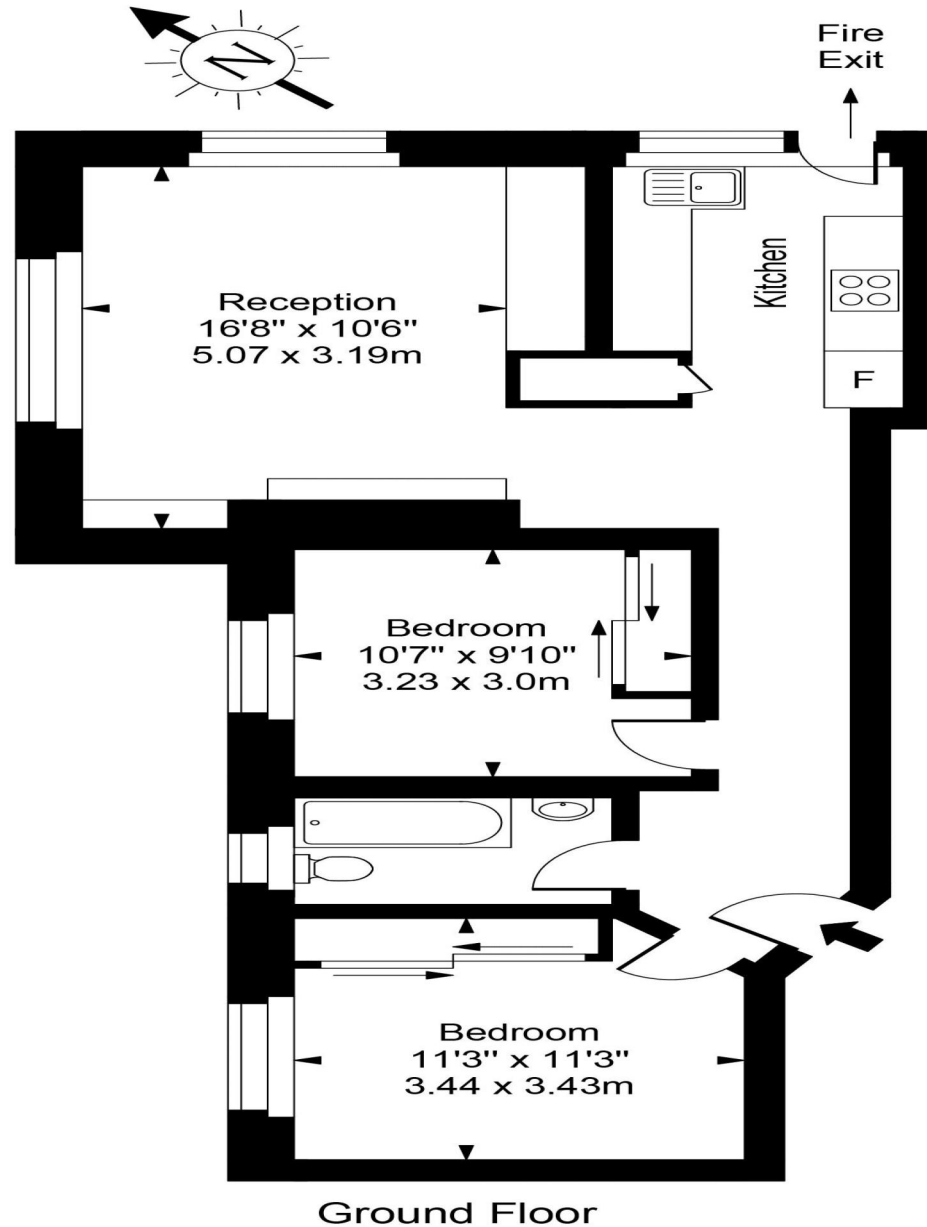 N
Fire
Exit
Kitchen
Reception
16'8" x 10'6"
5.07 x 3.19m
F
Bedroom
10'7" x 9'10"
3.23 x 3.0m
Bedroom
11'3" x 11'3"
3.44 x 3.43m
Ground Floor